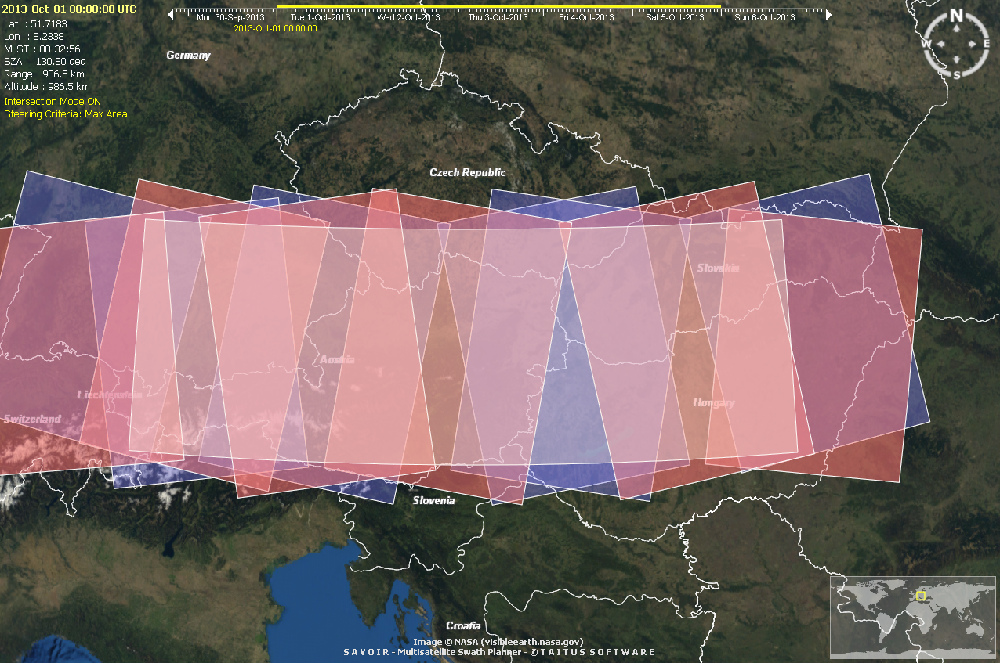 2013-Oct-01 00:00:00 UTC
Lat : 51.7183
Lon : 8.2338
MLST : 00:32:56
SZA : 130.80 deg
Range : 986.5 km
Altitude : 986.5 km
Intersection Mode ON
Steering Criteria: Max Area
Mon 30-Sep-2013 Tue 1-Oct-2013 Wed 2-Oct-2013 Thu 3-Oct-2013 Fri 4-Oct-2013 Sat 5-Oct-2013 Sun 6-Oct-2013
2013-Oct-01 00:00:00
N
W E
S
Germany
Czech Republic
Slovakia
Austria
Liechtenstein
Hungary
Switzerland
Slovenia
Croatia
Image © NASA (visibleearth.nasa.gov)
SAVOIR - Multisatellite Swath Planner - © TAITUS SOFTWARE